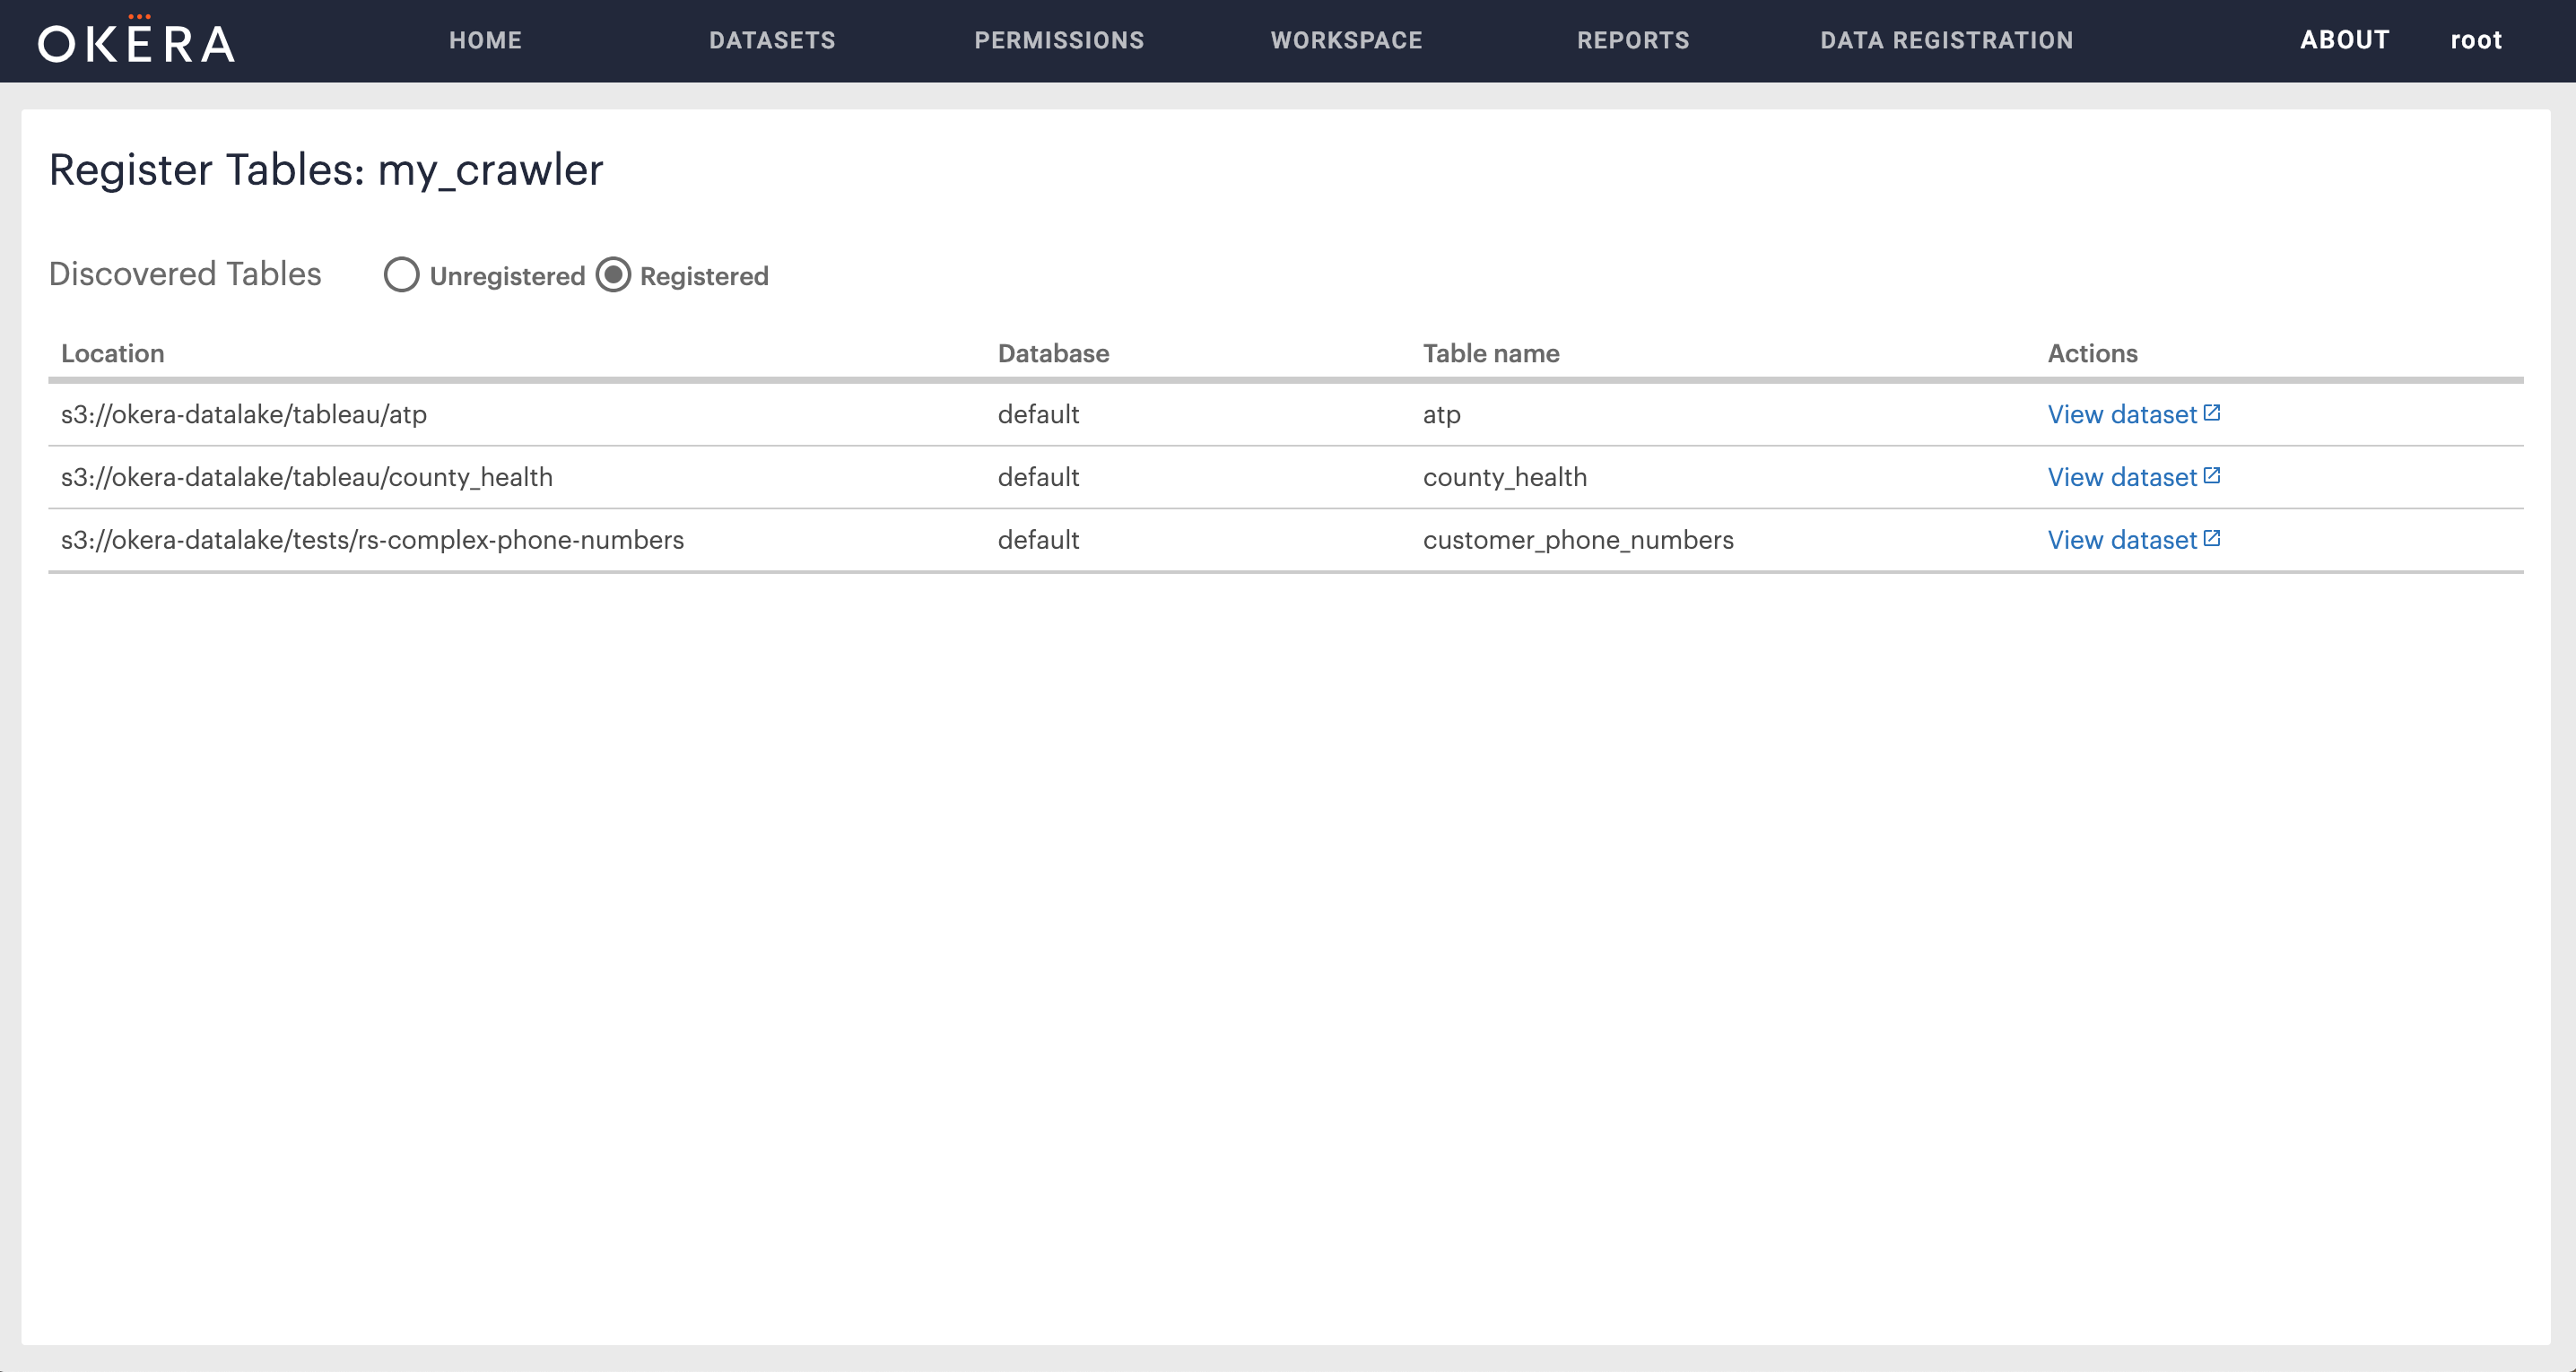 OKERA HOME DATASETS PERMISSIONS WORKSPACE REPORTS DATA REGISTRATION ABOUT root
Register Tables: my_crawler
Discovered Tables Unregistered Registered
Location Database Table name Actions
s3://okera-datalake/tableau/atp default atp View dataset
s3://okera-datalake/tableau/county_health default county_health View dataset
s3://okera-datalake/tests/rs-complex-phone-numbers default customer_phone_numbers View dataset